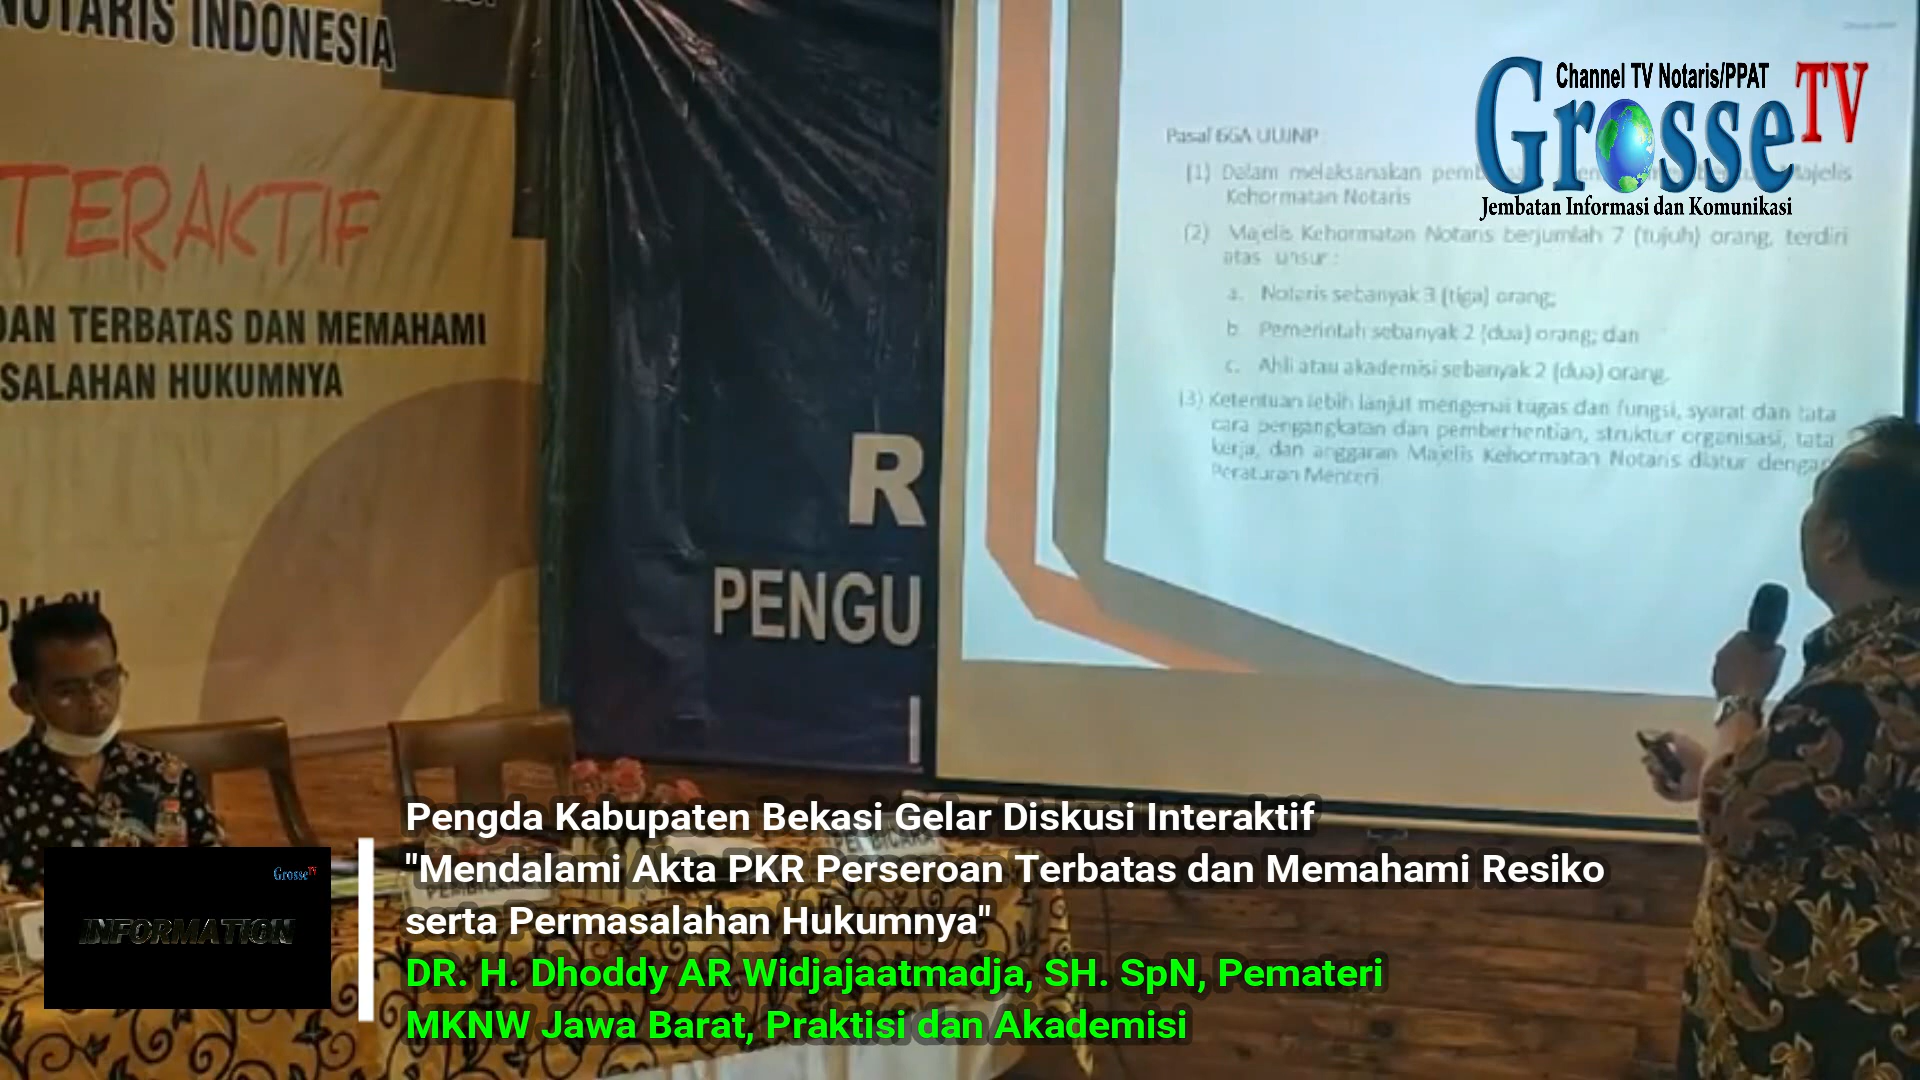 NOTARIS INDONESIA
TERAKTIF
DAN TERBATAS DAN MEMAHAMI
SALAHAN HUKUMNYA
R
PENGU
Channel TV Notaris/PPAT
Grosse TV
Jembatan Informasi dan Komunikasi
Pasal 66A UUJNP
(1) Dalam melaksanakan Majelis
Kehormatan Notaris
(2) Majelis Kehormatan Notaris berjumlah 7 (tujuh) orang, terdiri
atas unsur :
a. Notaris sebanyak 3 (tiga) orang;
b. Pemerintah sebanyak 2 (dua) orang; dan
c. Ahli atau akademisi sebanyak 2 (dua) orang.
(3) Ketentuan lebih lanjut mengenai tugas dan fungsi, syarat dan tata
cara pengangkatan dan pemberhentian, struktur organisasi, tata
kerja, dan anggaran Majelis Kehormatan Notaris diatur dengan
Peraturan Menteri
Grosse TV
INFORMATION
Pengda Kabupaten Bekasi Gelar Diskusi Interaktif
"Mendalami Akta PKR Perseroan Terbatas dan Memahami Resiko
serta Permasalahan Hukumnya"
DR. H. Dhoddy AR Widjajaatmadja, SH. SpN, Pemateri
MKNW Jawa Barat, Praktisi dan Akademisi